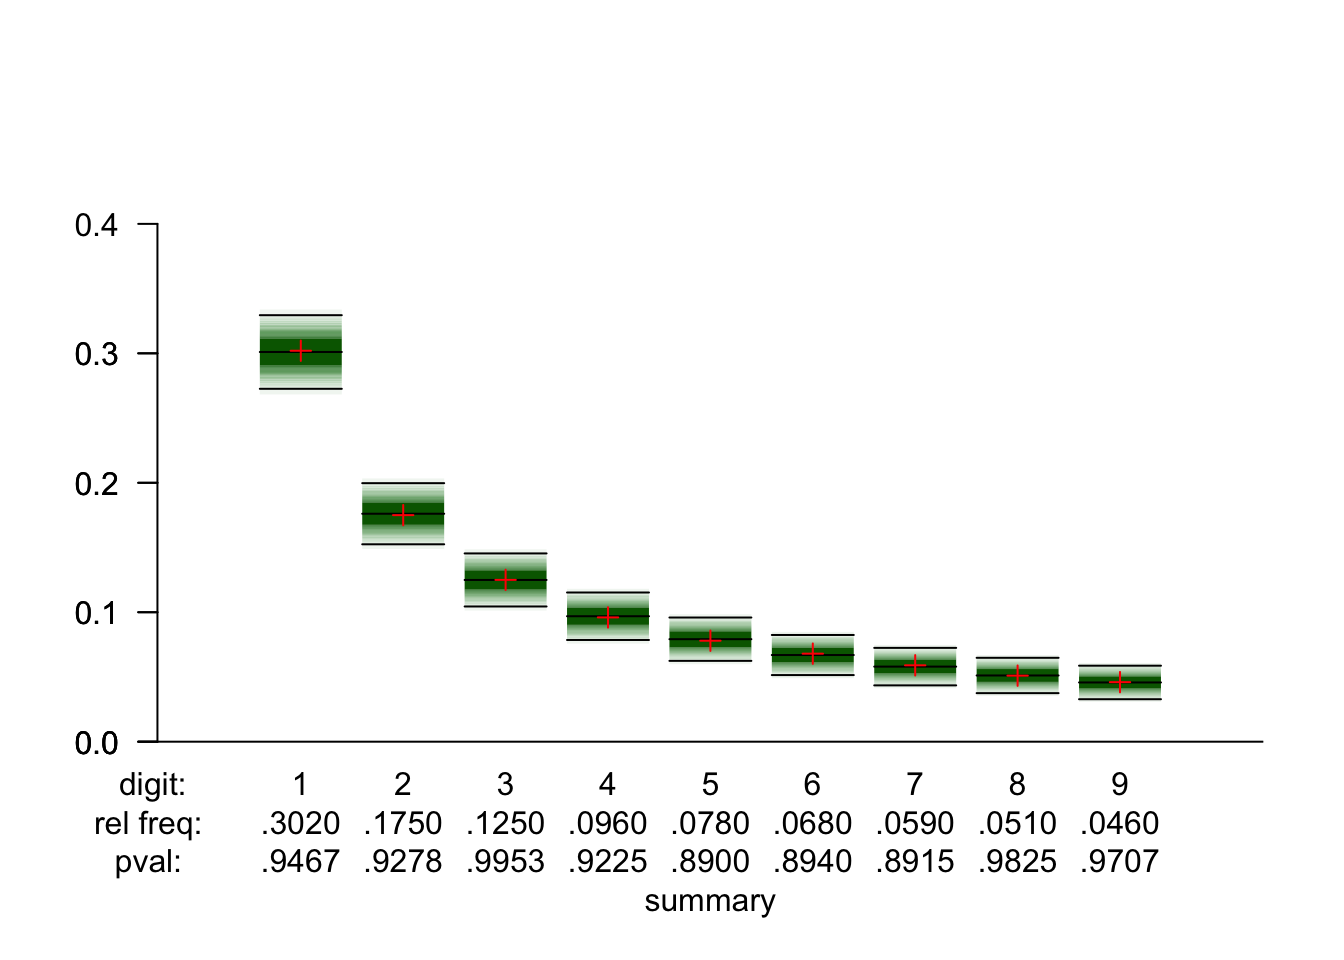 0.4
0.3
0.2
0.1
0.0
digit: 1 2 3 4 5 6 7 8 9
rel freq: .3020 .1750 .1250 .0960 .0780 .0680 .0590 .0510 .0460
pval: .9467 .9278 .9953 .9225 .8900 .8940 .8915 .9825 .9707
summary